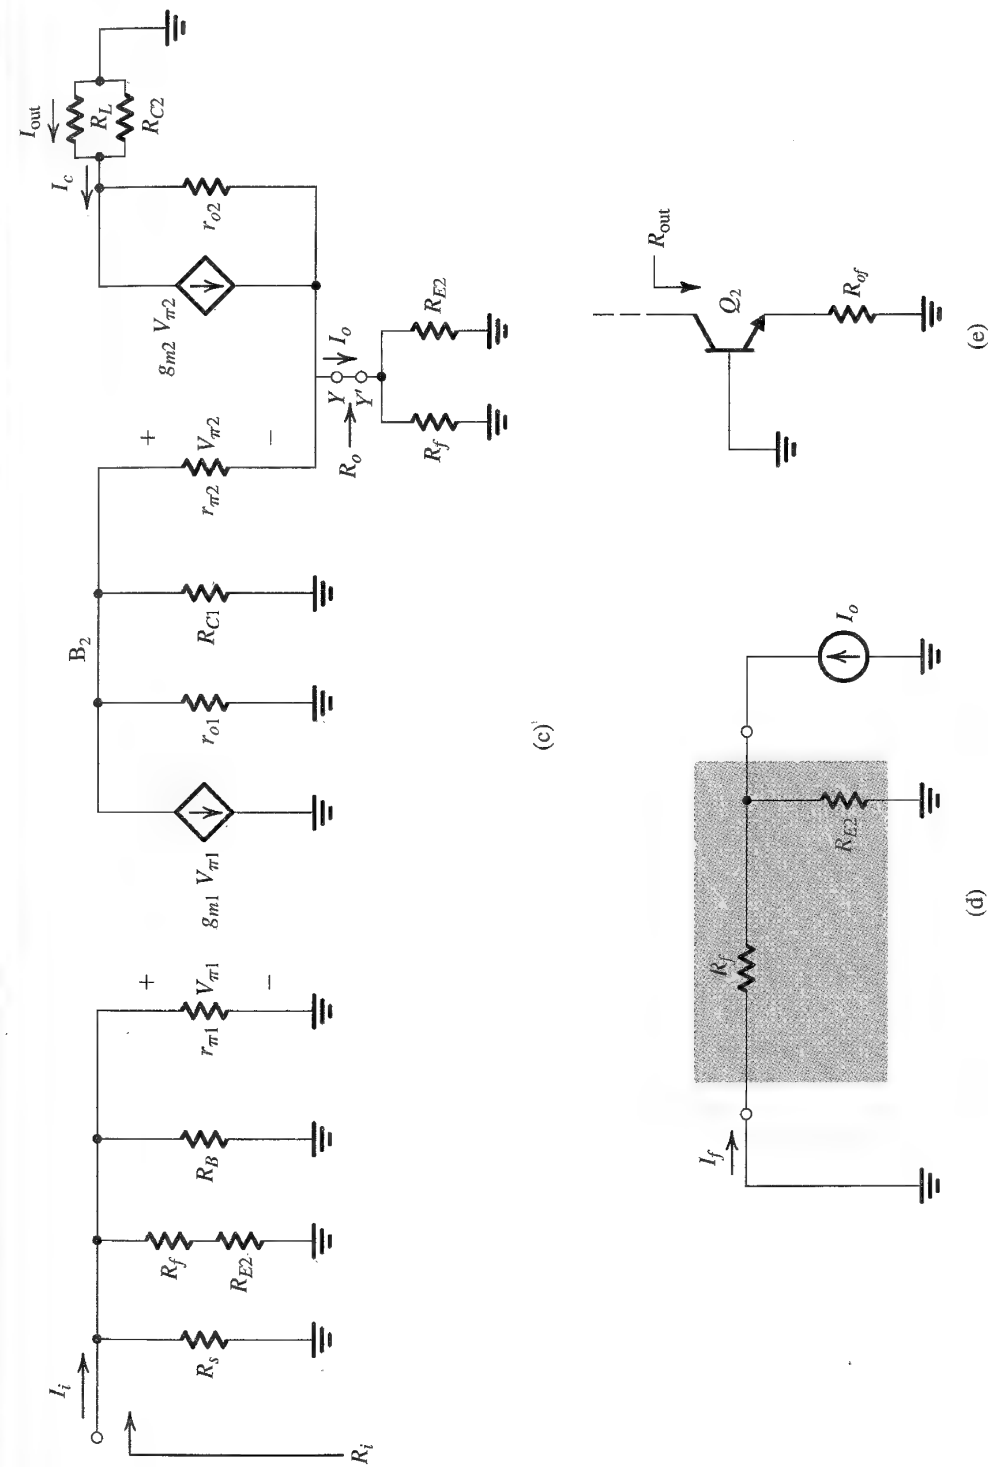 I_i
R_i
R_s
R_f
R_E2
R_B
r_π1
+
V_π1
−
g_m1 V_π1
r_o1
B_2
R_C1
r_π2
+
V_π2
−
g_m2 V_π2
r_o2
I_c
I_out
R_L
R_C2
R_o
Y
Y'
I_o
R_f
R_E2
(c)
I_f
R_f
R_E2
I_o
(d)
R_out
Q_2
R_of
(e)